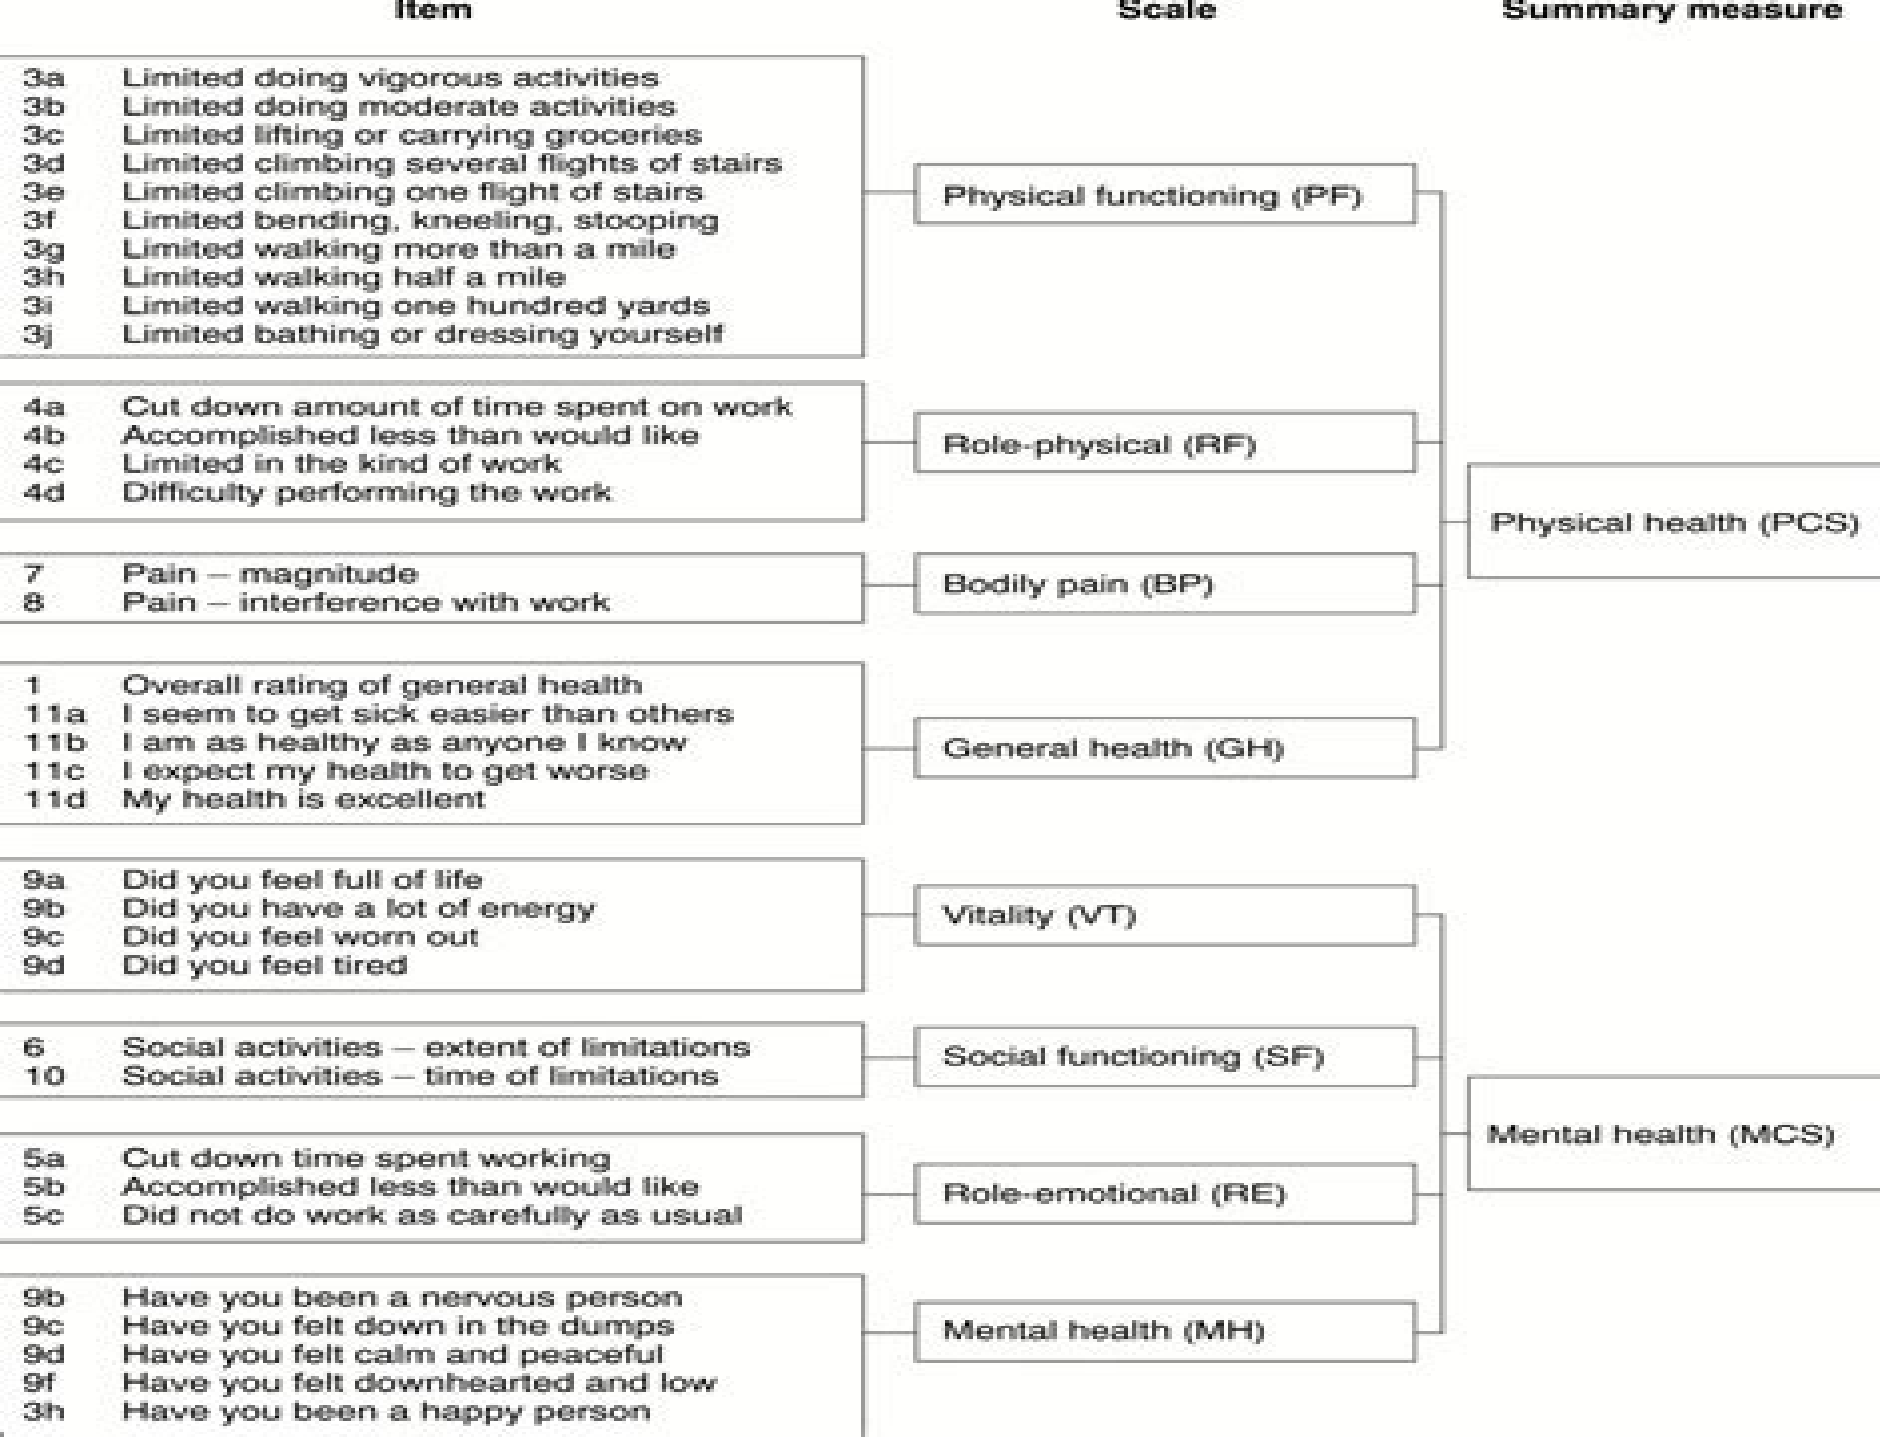 Item Scale Summary measure
3a Limited doing vigorous activities
3b Limited doing moderate activities
3c Limited lifting or carrying groceries
3d Limited climbing several flights of stairs
3e Limited climbing one flight of stairs
3f Limited bending, kneeling, stooping
3g Limited walking more than a mile
3h Limited walking half a mile
3i Limited walking one hundred yards
3j Limited bathing or dressing yourself
Physical functioning (PF)
4a Cut down amount of time spent on work
4b Accomplished less than would like
4c Limited in the kind of work
4d Difficulty performing the work
Role-physical (RF)
7 Pain – magnitude
8 Pain – interference with work
Bodily pain (BP)
1 Overall rating of general health
11a I seem to get sick easier than others
11b I am as healthy as anyone I know
11c I expect my health to get worse
11d My health is excellent
General health (GH)
Physical health (PCS)
9a Did you feel full of life
9b Did you have a lot of energy
9c Did you feel worn out
9d Did you feel tired
Vitality (VT)
6 Social activities – extent of limitations
10 Social activities – time of limitations
Social functioning (SF)
5a Cut down time spent working
5b Accomplished less than would like
5c Did not do work as carefully as usual
Role-emotional (RE)
9b Have you been a nervous person
9c Have you felt down in the dumps
9d Have you felt calm and peaceful
9f Have you felt downhearted and low
3h Have you been a happy person
Mental health (MH)
Mental health (MCS)